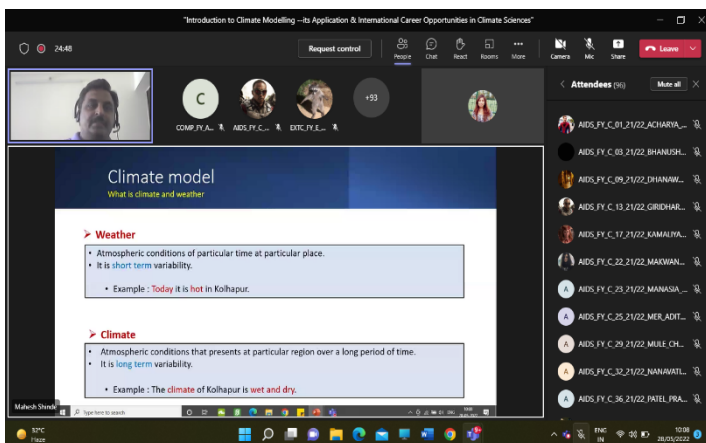 "Introduction to Climate Modelling --its Application & International Career Opportunities in Climate Sciences"
24:48
Request control
People
Chat
React
Rooms
More
Camera
Mic
Share
Leave
C
COMP_FY_A...
AIDS_FY_C_...
EXTC_FY_E_...
+93
Attendees (96)
Mute all
AIDS_FY_C_01_21/22_ACHARYA_...
AIDS_FY_C_03_21/22_BHANUSH...
AIDS_FY_C_09_21/22_DHANAW...
AIDS_FY_C_13_21/22_GIRIDHAR...
AIDS_FY_C_17_21/22_KAMALIYA...
AIDS_FY_C_22_21/22_MAKWAN...
A
AIDS_FY_C_23_21/22_MANASIA_...
A
AIDS_FY_C_25_21/22_MER_ADIT...
A
AIDS_FY_C_29_21/22_MULE_CH...
A
AIDS_FY_C_32_21/22_NANAVATI...
A
AIDS_FY_C_36_21/22_PATEL_PRA...
Climate model
What is climate and weather
➤ Weather
• Atmospheric conditions of particular time at particular place.
• It is short term variability.
• Example : Today it is hot in Kolhapur.
➤ Climate
• Atmospheric conditions that presents at particular region over a long period of time.
• It is long term variability.
• Example : The climate of Kolhapur is wet and dry.
Mahesh Shinde
Type here to search
ENG
32°C
Haze
ENG
IN
10:08
28/05/2022